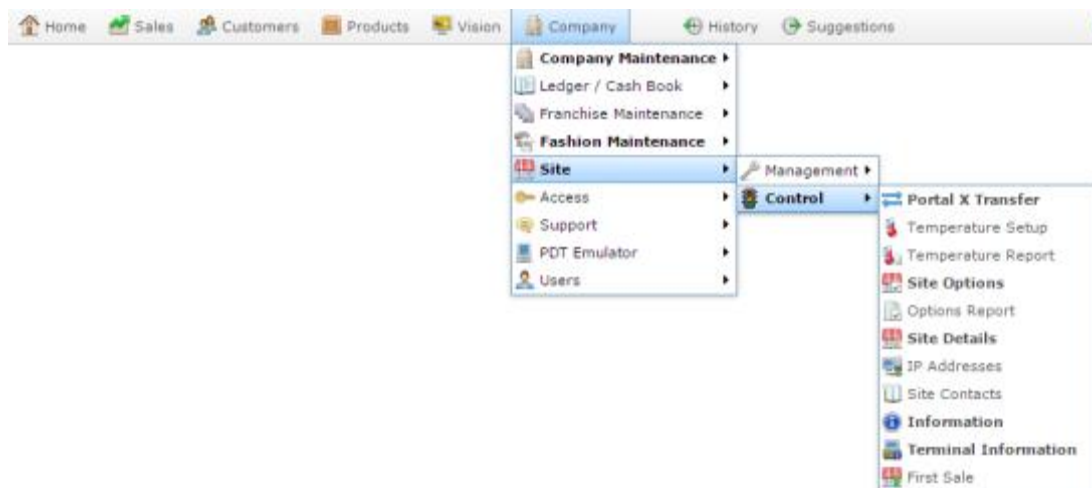 Home Sales Customers Products Vision Company History Suggestions
Company Maintenance
Ledger / Cash Book
Franchise Maintenance
Fashion Maintenance
Site
Access
Support
PDT Emulator
Users
Management
Control
Portal X Transfer
Temperature Setup
Temperature Report
Site Options
Options Report
Site Details
IP Addresses
Site Contacts
Information
Terminal Information
First Sale